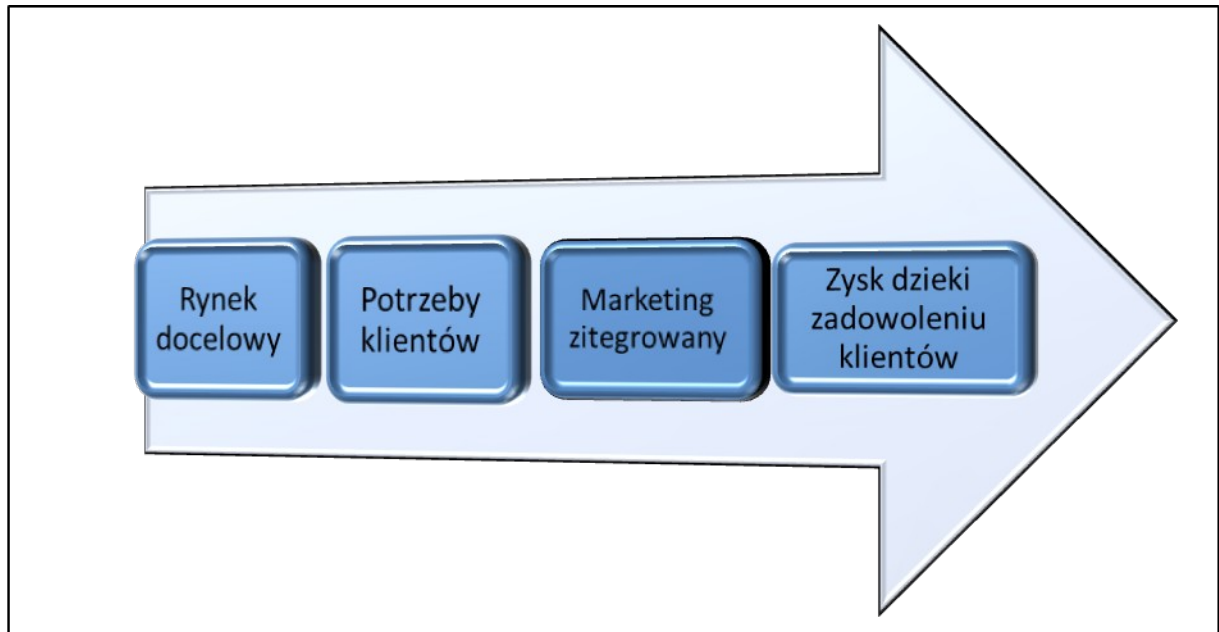 Rynek
docelowy
Potrzeby
klientów
Marketing
zitegrowany
Zysk dzieki
zadowoleniu
klientów